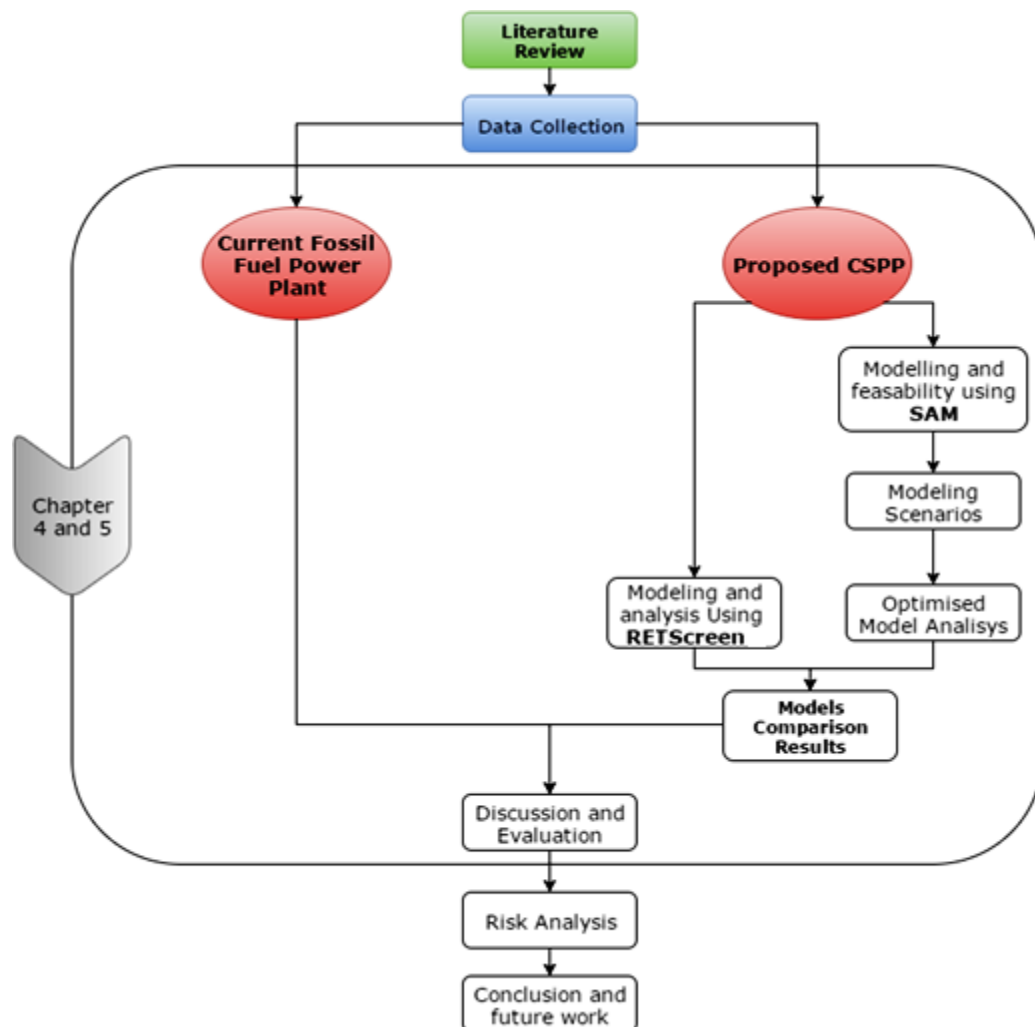 Literature
Review
Data Collection
Current Fossil
Fuel Power
Plant
Proposed CSPP
Modelling and
feasability using
SAM
Chapter
4 and 5
Modeling
Scenarios
Modeling and
analysis Using
RETScreen
Optimised
Model Analisys
Models
Comparison
Results
Discussion and
Evaluation
Risk Analysis
Conclusion and
future work